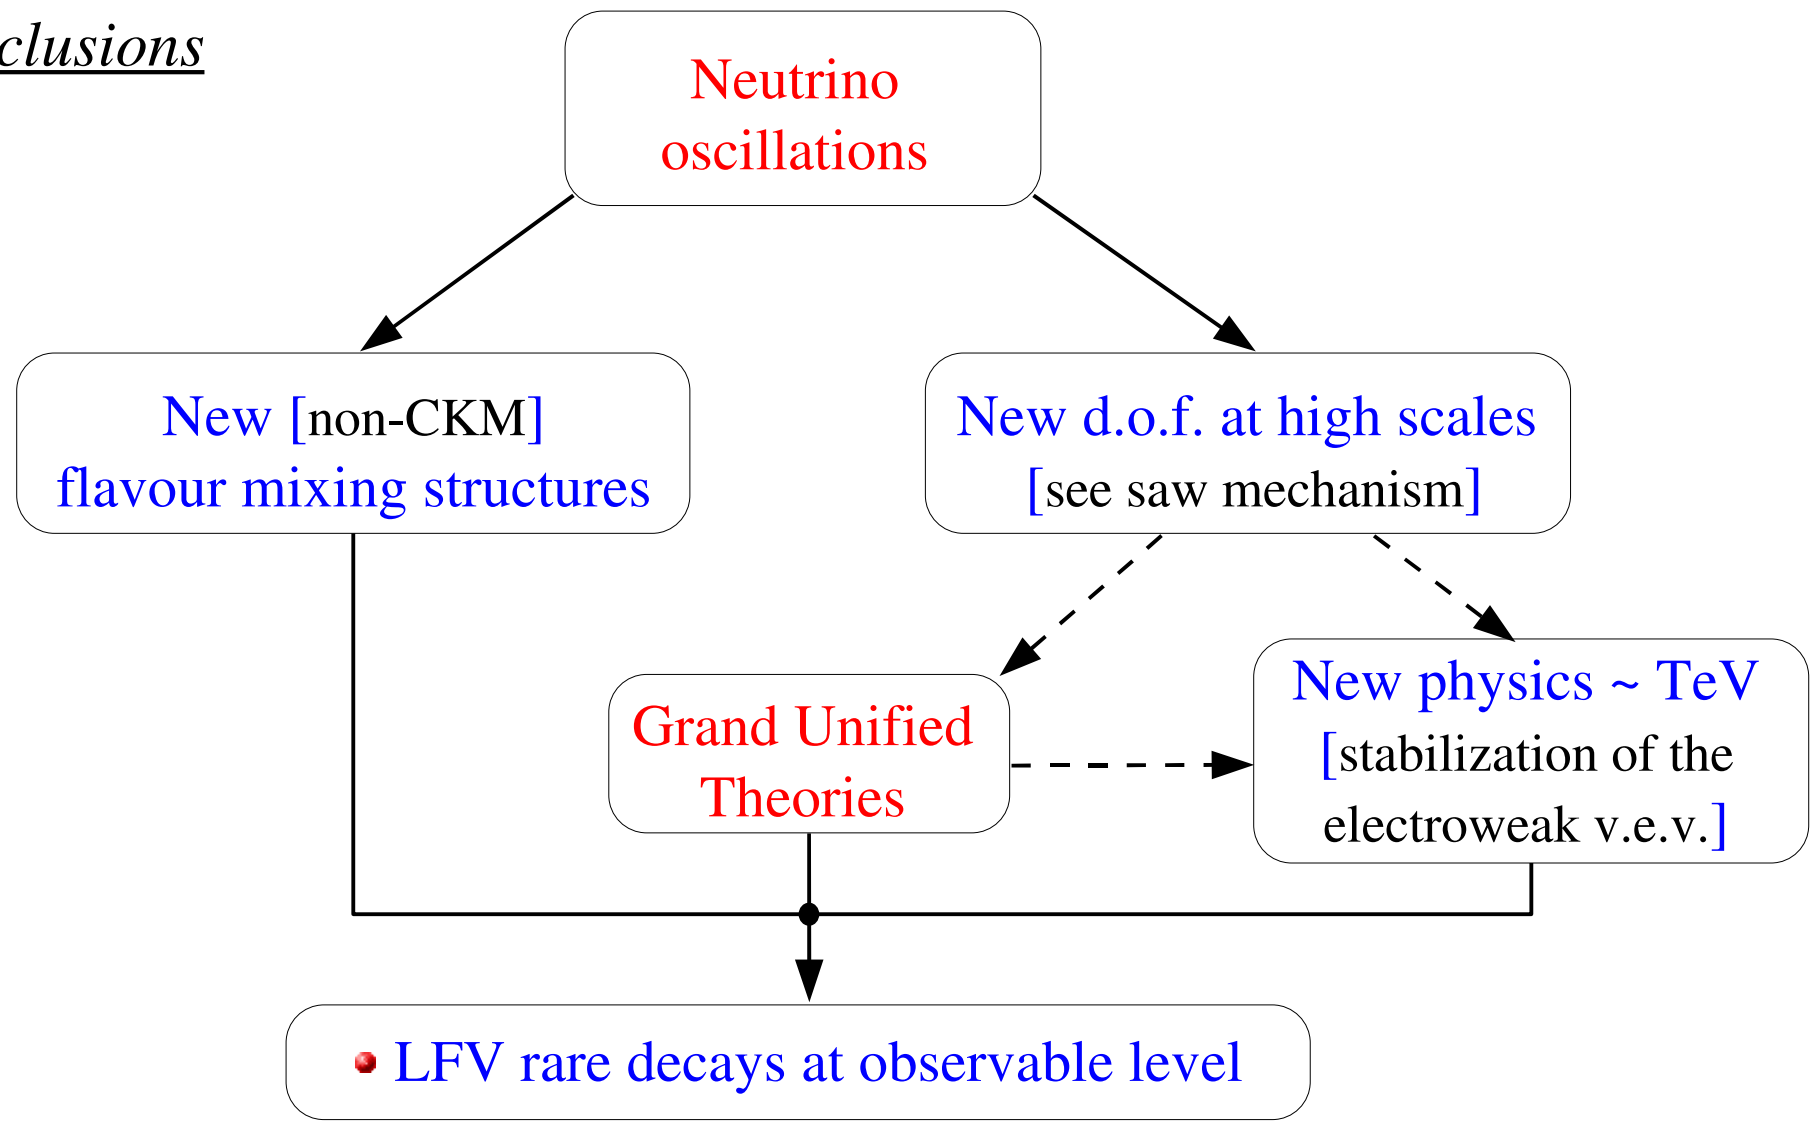 clusions
Neutrino
oscillations
New [non-CKM]
flavour mixing structures
New d.o.f. at high scales
[see saw mechanism]
Grand Unified
Theories
New physics ~ TeV
[stabilization of the
electroweak v.e.v.]
LFV rare decays at observable level